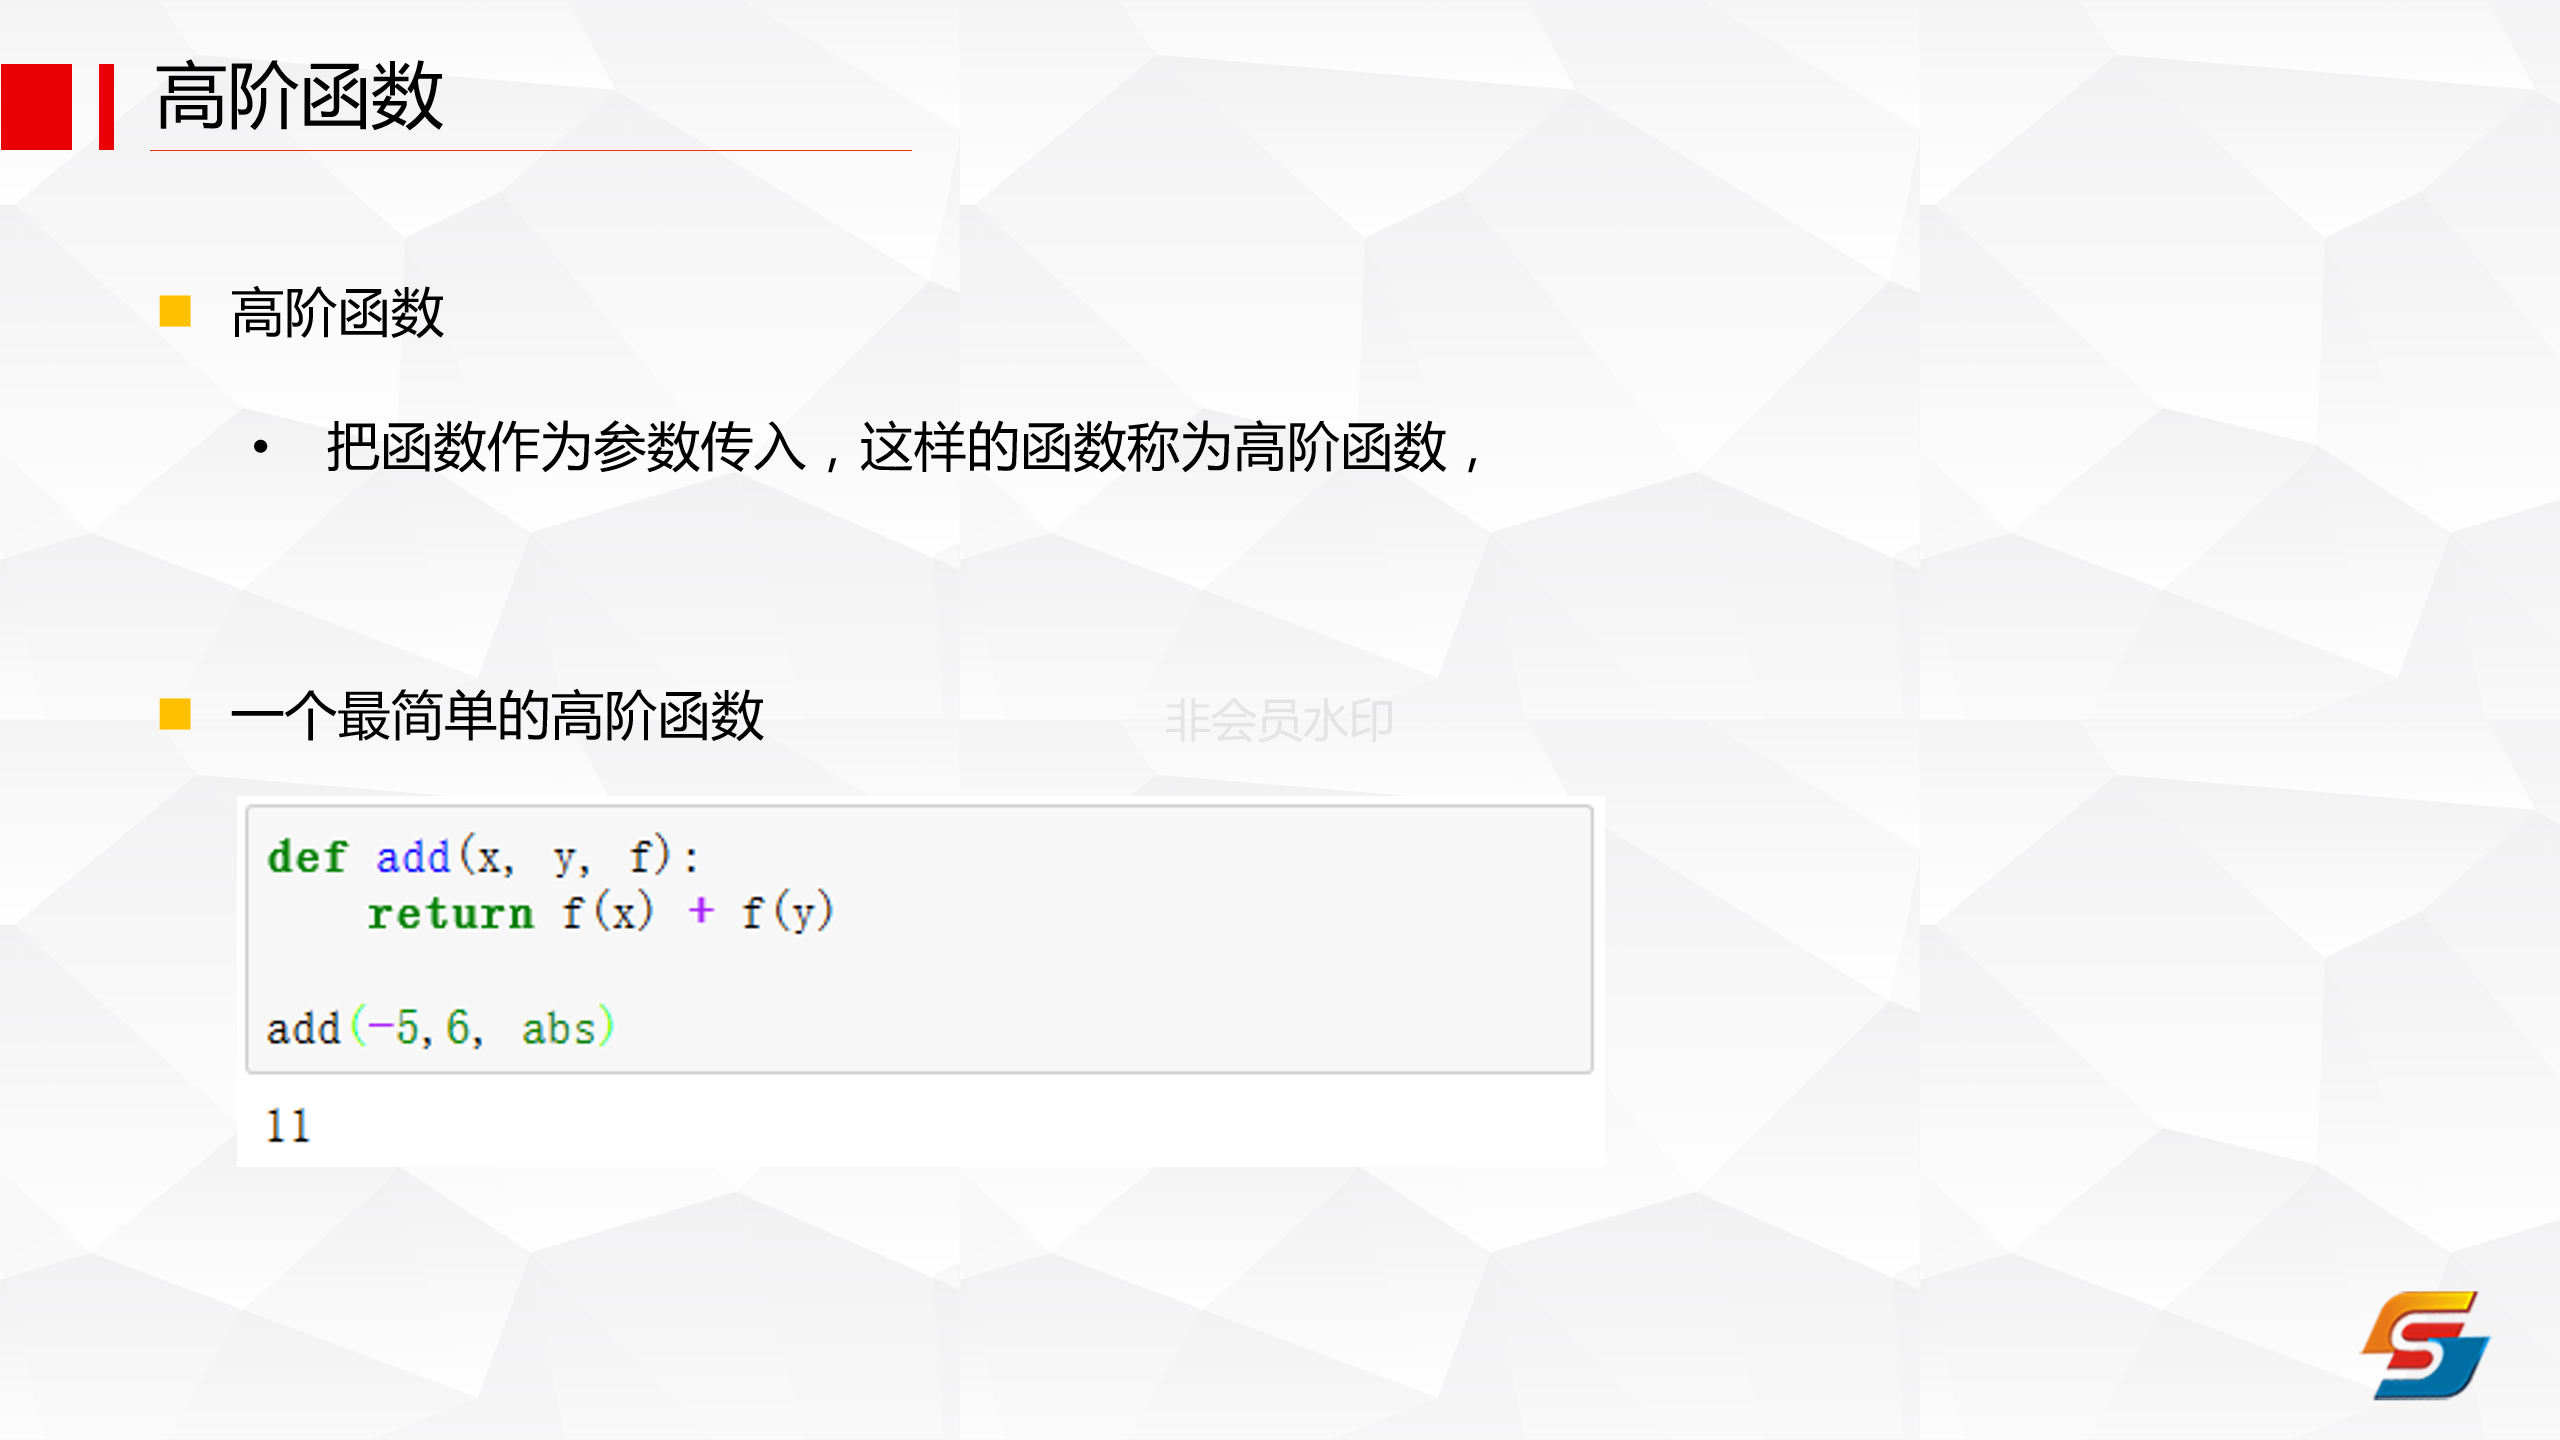 高阶函数
高阶函数
• 把函数作为参数传入，这样的函数称为高阶函数，
一个最简单的高阶函数
非会员水印
def add(x, y, f):
    return f(x) + f(y)
add(-5,6, abs)
11